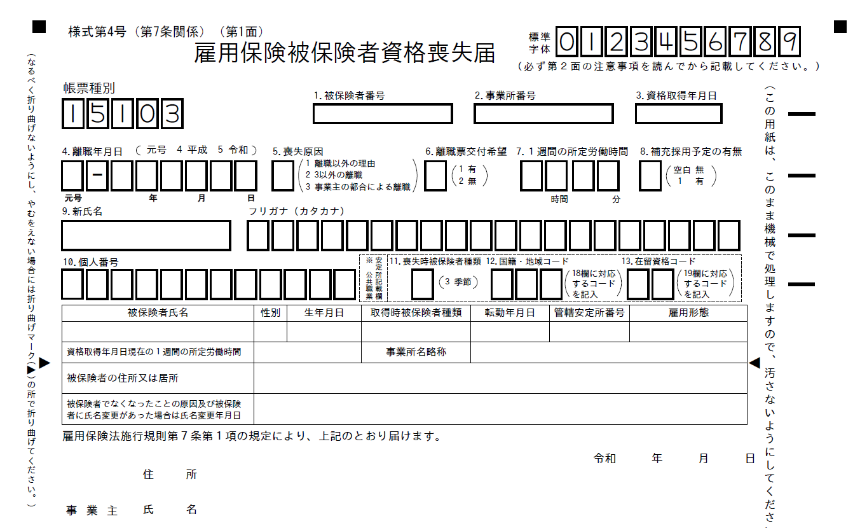 様式第4号（第7条関係）（第1面）
雇用保険被保険者資格喪失届
標準字体 0123456789
（必ず第２面の注意事項を読んでから記載してください。）
帳票種別
15103
1.被保険者番号
2.事業所番号
3.資格取得年月日
4.離職年月日 （ 元号 4 平成 5 令和 ）
－
元号 年 月 日
5.喪失原因
1 離職以外の理由
2 3以外の離職
3 事業主の都合による離職
6.離職票交付希望
1 有
2 無
7.１週間の所定労働時間
時間 分
8.補充採用予定の有無
空白 無
1 有
9.新氏名
フリガナ（カタカナ）
10.個人番号
※公共職業安定所記載欄
11.喪失時被保険者種類
（3 季節）
12.国籍・地域コード
18欄に対応
するコード
を記入
13.在留資格コード
19欄に対応
するコード
を記入
被保険者氏名 性別 生年月日 取得時被保険者種類 転勤年月日 管轄安定所番号 雇用形態
資格取得年月日現在の１週間の所定労働時間 事業所名略称
被保険者の住所又は居所
被保険者でなくなったことの原因及び被保険
者に氏名変更があった場合は氏名変更年月日
雇用保険法施行規則第７条第１項の規定により、上記のとおり届けます。
令和 年 月 日
住 所
事 業 主 氏 名
（なるべく折り曲げないようにし、やむをえない場合には折り曲げマーク（▶）の所で折り曲げてください。）
（この用紙は、このまま機械で処理しますので、汚さないようにしてくださ